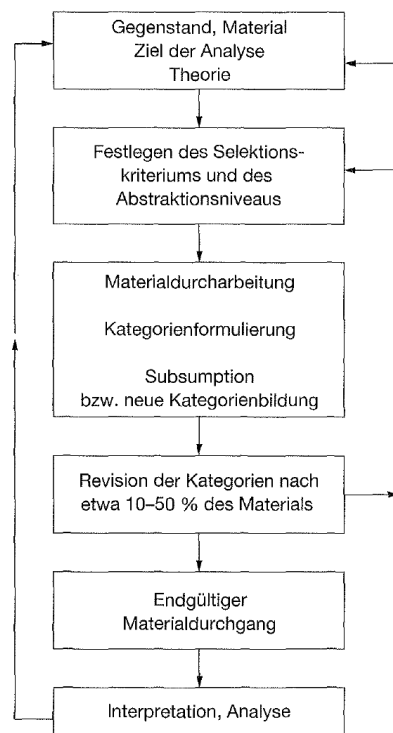 Gegenstand, Material
Ziel der Analyse
Theorie
Festlegen des Selektions-
kriteriums und des
Abstraktionsniveaus
Materialdurcharbeitung
Kategorienformulierung
Subsumption
bzw. neue Kategorienbildung
Revision der Kategorien nach
etwa 10–50 % des Materials
Endgültiger
Materialdurchgang
Interpretation, Analyse